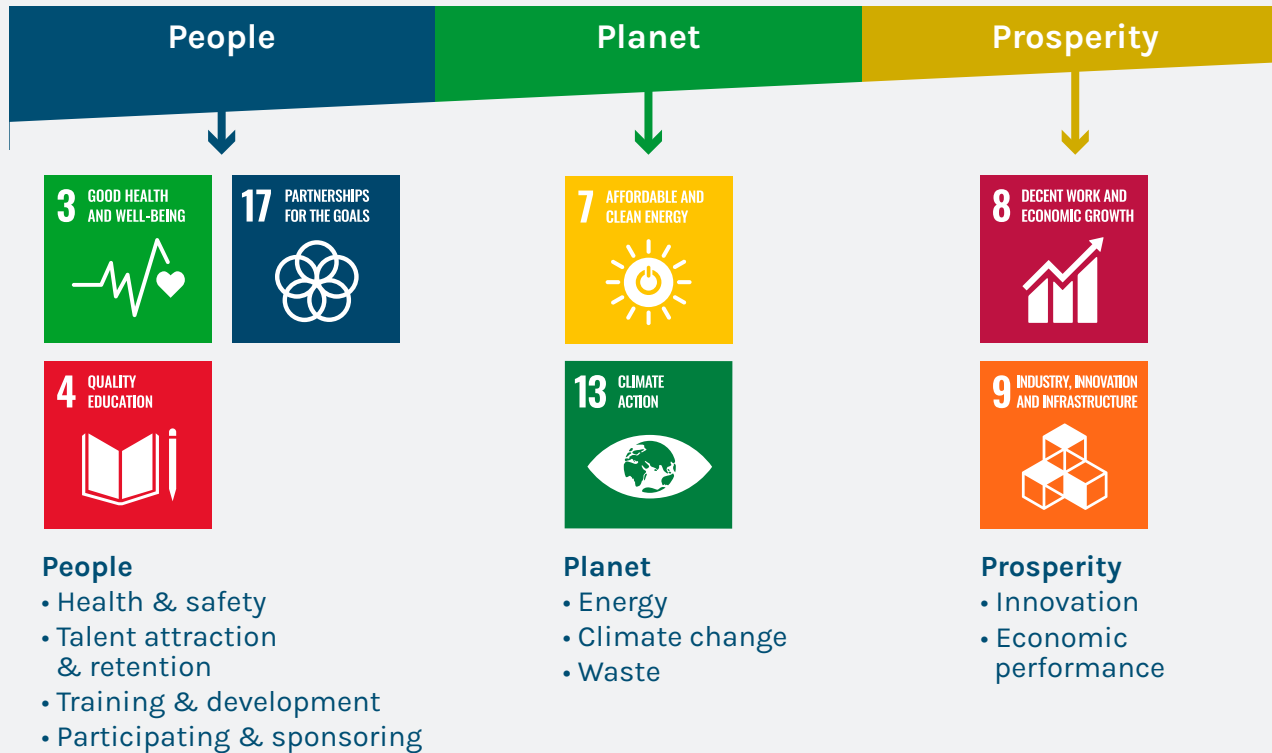 People
Planet
Prosperity
3 GOOD HEALTH
AND WELL-BEING
17 PARTNERSHIPS
FOR THE GOALS
4 QUALITY
EDUCATION
7 AFFORDABLE AND
CLEAN ENERGY
13 CLIMATE
ACTION
8 DECENT WORK AND
ECONOMIC GROWTH
9 INDUSTRY, INNOVATION
AND INFRASTRUCTURE
People
• Health & safety
• Talent attraction
& retention
• Training & development
• Participating & sponsoring
Planet
• Energy
• Climate change
• Waste
Prosperity
• Innovation
• Economic
performance